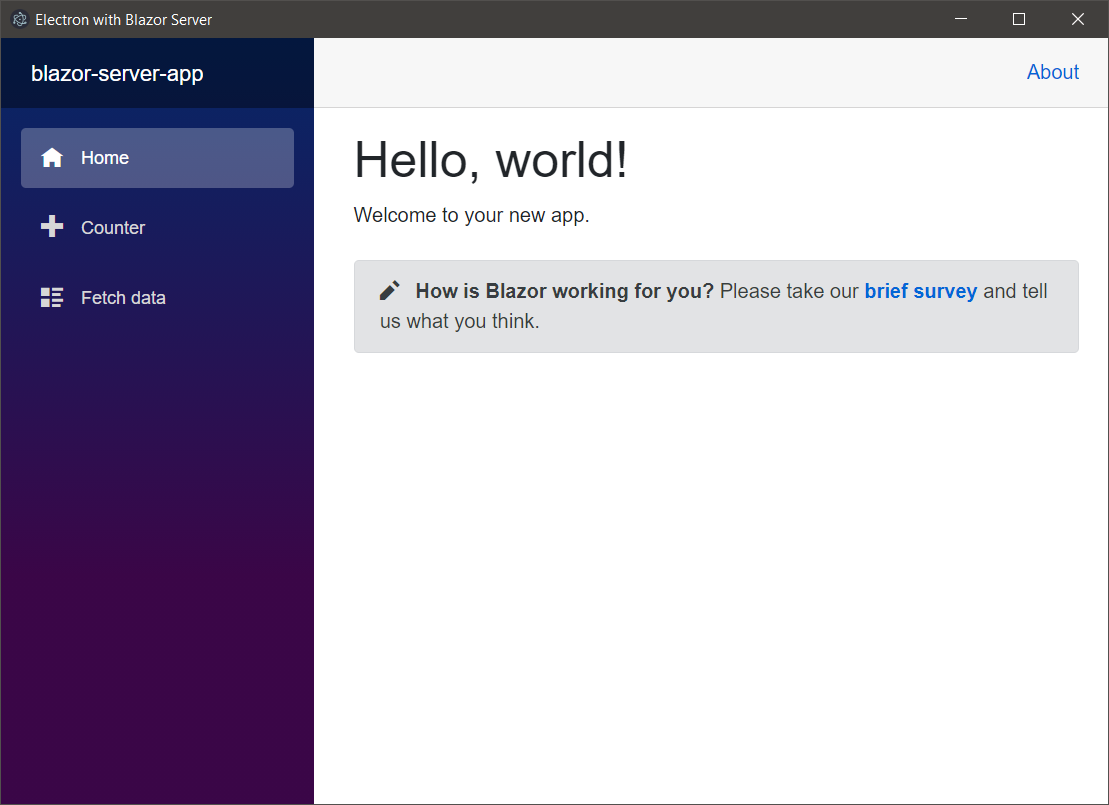 Electron with Blazor Server
blazor-server-app
About
Home
Counter
Fetch data
Hello, world!
Welcome to your new app.
How is Blazor working for you? Please take our brief survey and tell
us what you think.